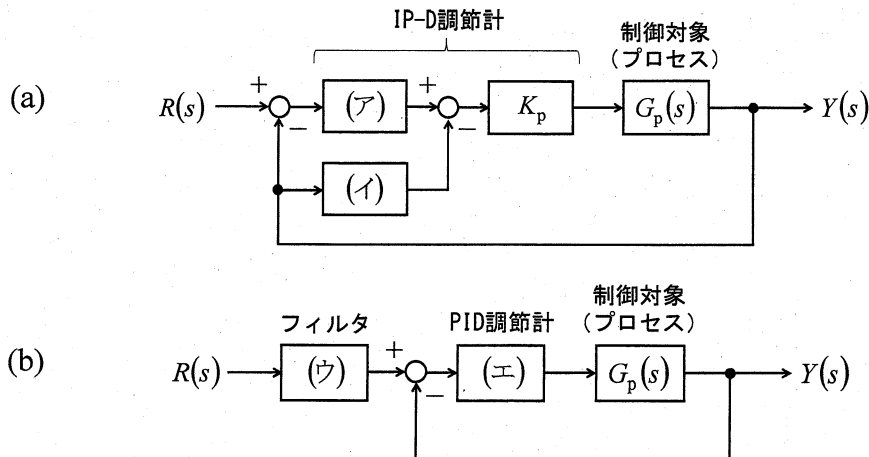 IP-D調節計
制御対象
(プロセス)
(a)
R(s)
+
−
(ア)
+
−
Kp
Gp(s)
Y(s)
(イ)
制御対象
(プロセス)
フィルタ
PID調節計
(b)
R(s)
(ウ)
+
−
(エ)
Gp(s)
Y(s)